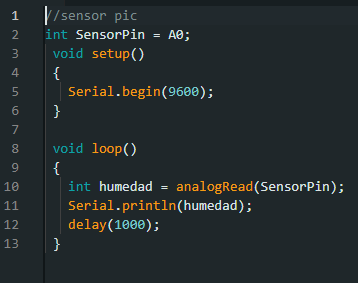 1 //sensor pic
2 int SensorPin = A0;
3 void setup()
4 {
5 Serial.begin(9600);
6 }
7
8 void loop()
9 {
10 int humedad = analogRead(SensorPin);
11 Serial.println(humedad);
12 delay(1000);
13 }